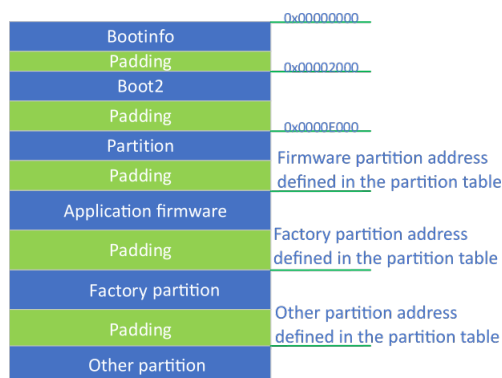 0x00000000
Bootinfo
Padding
0x00002000
Boot2
Padding
0x0000E000
Partition
Firmware partition address
defined in the partition table
Padding
Application firmware
Factory partition address
defined in the partition table
Padding
Factory partition
Other partition address
defined in the partition table
Padding
Other partition